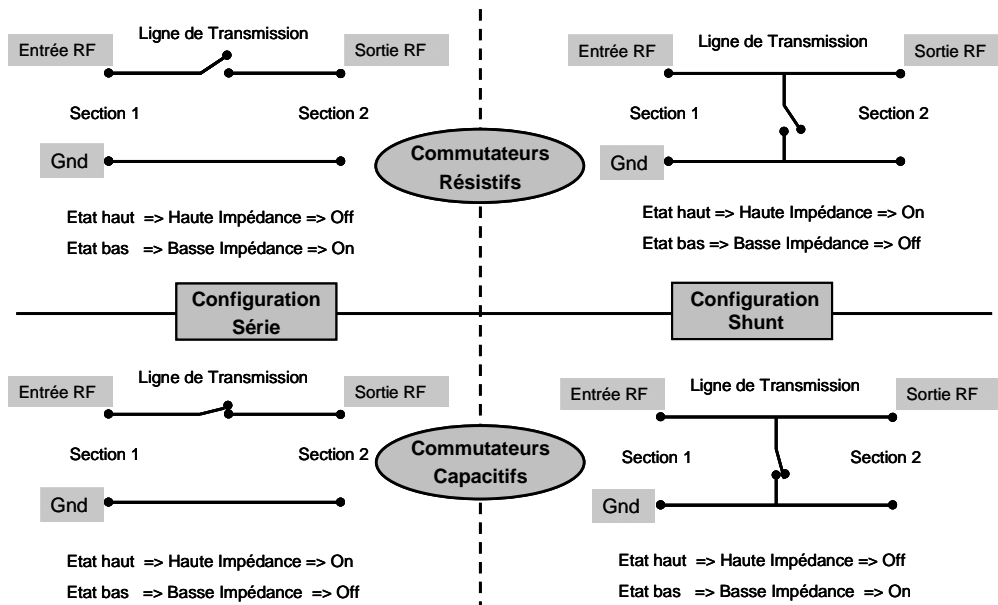 Ligne de Transmission
Entrée RF
Sortie RF
Section 1
Section 2
Gnd
Etat haut => Haute Impédance => Off
Etat bas => Basse Impédance => On
Ligne de Transmission
Entrée RF
Sortie RF
Section 1
Section 2
Gnd
Etat haut => Haute Impédance => On
Etat bas => Basse Impédance => Off
Commutateurs
Résistifs
Configuration
Série
Configuration
Shunt
Ligne de Transmission
Entrée RF
Sortie RF
Section 1
Section 2
Gnd
Etat haut => Haute Impédance => On
Etat bas => Basse Impédance => Off
Commutateurs
Capacitifs
Ligne de Transmission
Entrée RF
Sortie RF
Section 1
Section 2
Gnd
Etat haut => Haute Impédance => Off
Etat bas => Basse Impédance => On